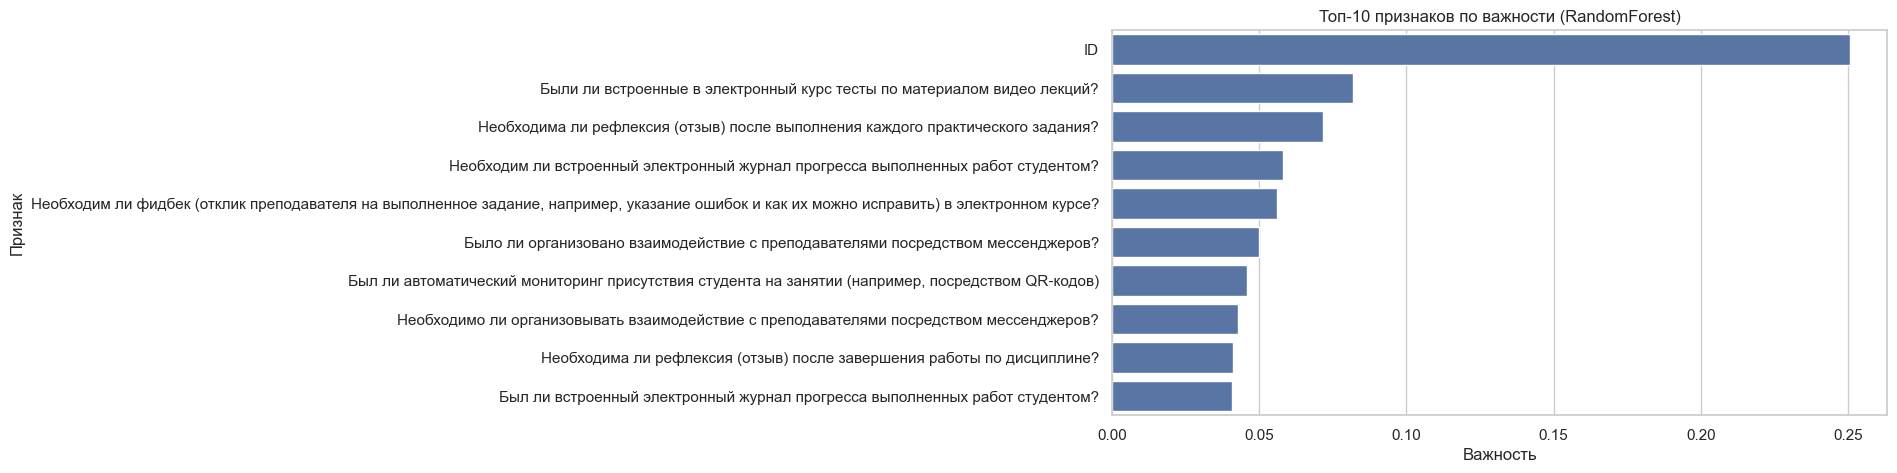 Топ-10 признаков по важности (RandomForest)
Признак
ID
Были ли встроенные в электронный курс тесты по материалом видео лекций?
Необходима ли рефлексия (отзыв) после выполнения каждого практического задания?
Необходим ли встроенный электронный журнал прогресса выполненных работ студентом?
Необходим ли фидбек (отклик преподавателя на выполненное задание, например, указание ошибок и как их можно исправить) в электронном курсе?
Было ли организовано взаимодействие с преподавателями посредством мессенджеров?
Был ли автоматический мониторинг присутствия студента на занятии (например, посредством QR-кодов)
Необходимо ли организовывать взаимодействие с преподавателями посредством мессенджеров?
Необходима ли рефлексия (отзыв) после завершения работы по дисциплине?
Был ли встроенный электронный журнал прогресса выполненных работ студентом?
0.00 0.05 0.10 0.15 0.20 0.25
Важность